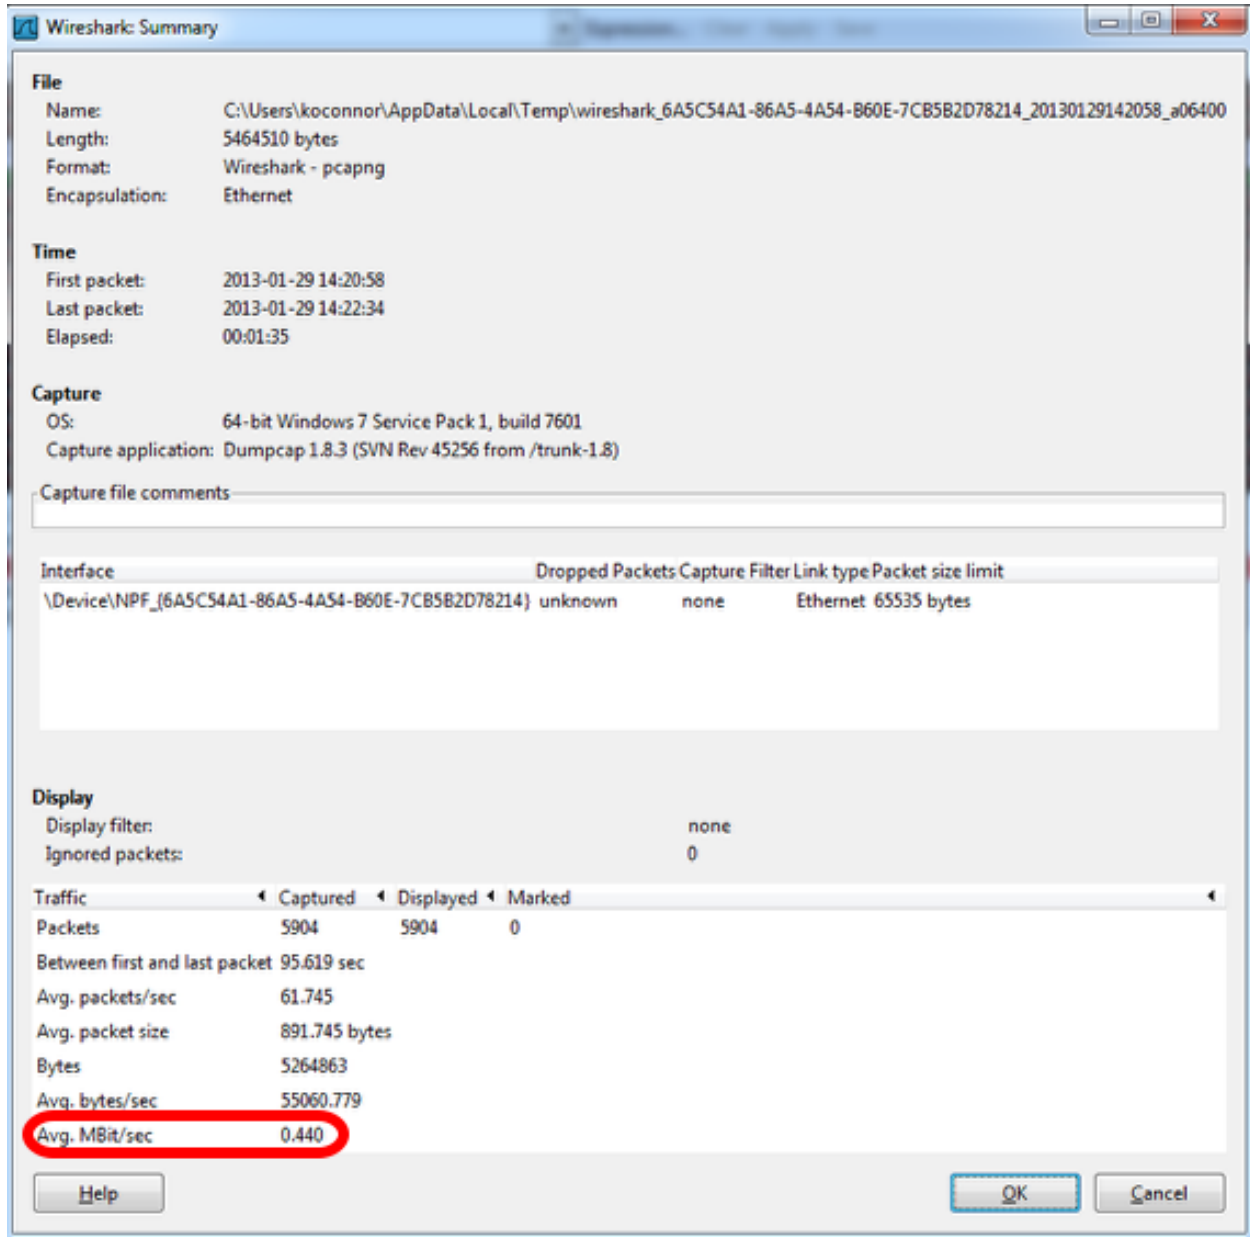 Wireshark: Summary
File
Name: C:\Users\koconnor\AppData\Local\Temp\wireshark_6A5C54A1-86A5-4A54-B60E-7CB5B2D78214_20130129142058_a06400
Length: 5464510 bytes
Format: Wireshark - pcapng
Encapsulation: Ethernet
Time
First packet: 2013-01-29 14:20:58
Last packet: 2013-01-29 14:22:34
Elapsed: 00:01:35
Capture
OS: 64-bit Windows 7 Service Pack 1, build 7601
Capture application: Dumpcap 1.8.3 (SVN Rev 45256 from /trunk-1.8)
Capture file comments
Interface Dropped Packets Capture Filter Link type Packet size limit
\Device\NPF_{6A5C54A1-86A5-4A54-B60E-7CB5B2D78214} unknown none Ethernet 65535 bytes
Display
Display filter: none
Ignored packets: 0
Traffic Captured Displayed Marked
Packets 5904 5904 0
Between first and last packet 95.619 sec
Avg. packets/sec 61.745
Avg. packet size 891.745 bytes
Bytes 5264863
Avg. bytes/sec 55060.779
Avg. MBit/sec 0.440
Help OK Cancel